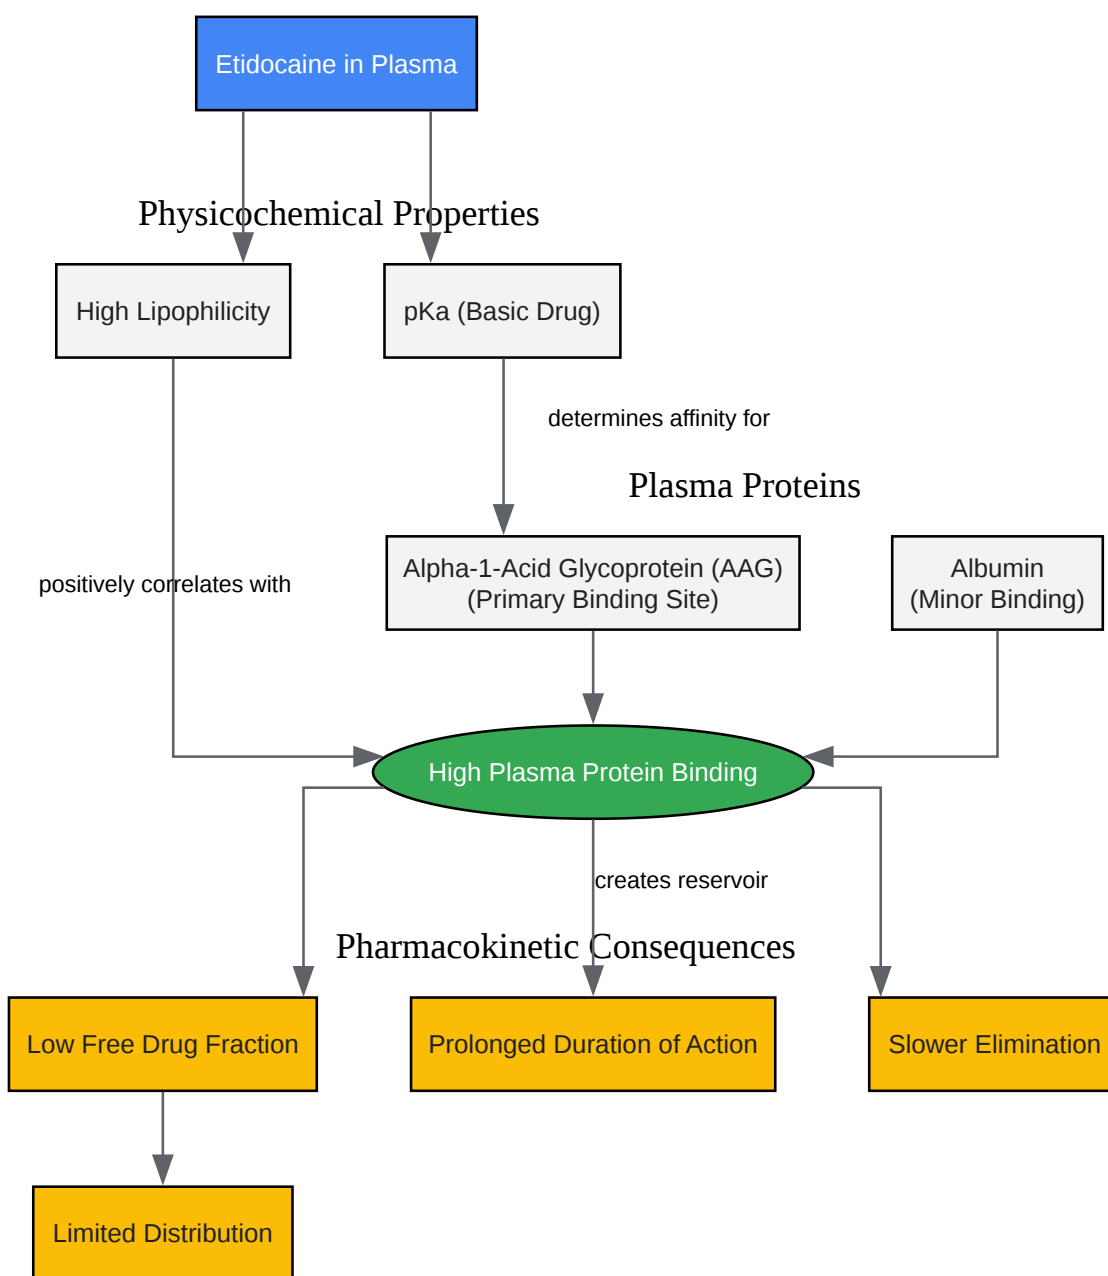 Etidocaine in Plasma
Physicochemical Properties
High Lipophilicity
pKa (Basic Drug)
determines affinity for
Plasma Proteins
Alpha-1-Acid Glycoprotein (AAG)
(Primary Binding Site)
Albumin
(Minor Binding)
positively correlates with
High Plasma Protein Binding
creates reservoir
Pharmacokinetic Consequences
Low Free Drug Fraction
Prolonged Duration of Action
Slower Elimination
Limited Distribution